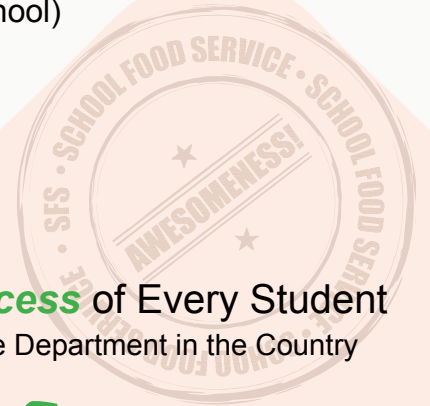 hool)
SCHOOL FOOD SERVICE • SCHOOL FOOD SERVICE • SCHOOL FOOD SERVICE • SFS •
AWESOMENESS!
cess of Every Student
e Department in the Country